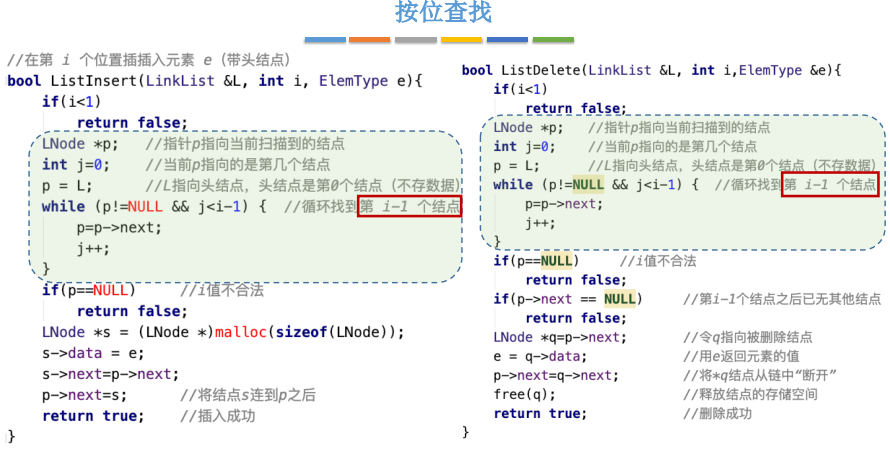 按位查找
//在第 i 个位置插插入元素 e（带头结点）
bool ListInsert(LinkList &L, int i, ElemType e){
    if(i<1)
        return false;
    LNode *p;   //指针p指向当前扫描到的结点
    int j=0;    //当前p指向的是第几个结点
    p = L;      //L指向头结点，头结点是第0个结点（不存数据）
    while (p!=NULL && j<i-1) {  //循环找到第 i-1 个结点
        p=p->next;
        j++;
    }
    if(p==NULL)     //i值不合法
        return false;
    LNode *s = (LNode *)malloc(sizeof(LNode));
    s->data = e;
    s->next=p->next;
    p->next=s;      //将结点s连到p之后
    return true;    //插入成功
}
bool ListDelete(LinkList &L, int i,ElemType &e){
    if(i<1)
        return false;
    LNode *p;   //指针p指向当前扫描到的结点
    int j=0;    //当前p指向的是第几个结点
    p = L;      //L指向头结点，头结点是第0个结点（不存数据）
    while (p!=NULL && j<i-1) {  //循环找到第 i-1 个结点
        p=p->next;
        j++;
    }
    if(p==NULL)     //i值不合法
        return false;
    if(p->next == NULL)     //第i-1个结点之后已无其他结点
        return false;
    LNode *q=p->next;       //令q指向被删除结点
    e = q->data;            //用e返回元素的值
    p->next=q->next;        //将*q结点从链中“断开”
    free(q);                //释放结点的存储空间
    return true;            //删除成功
}